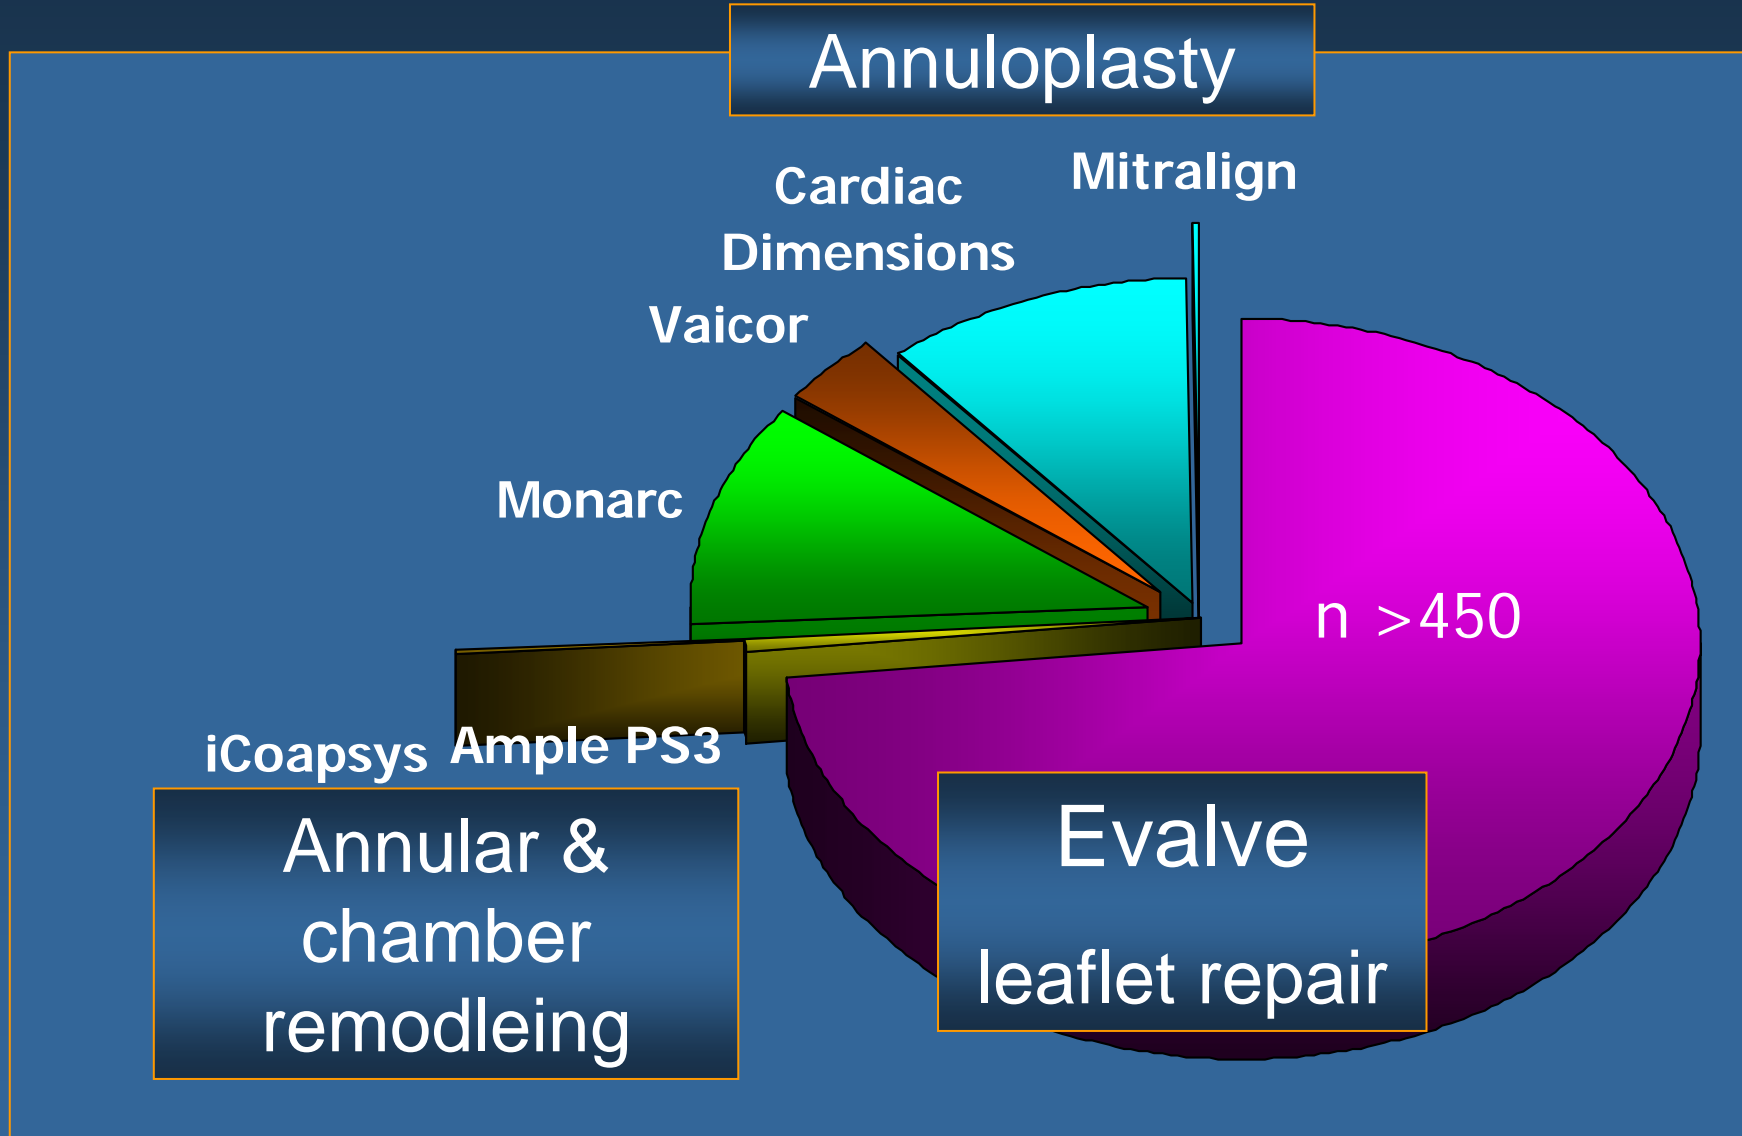 Annuloplasty
Mitralign
Cardiac
Dimensions
Vaicor
Monarc
n >450
iCoapsys
Ample PS3
Annular &
chamber
remodleing
Evalve
leaflet repair